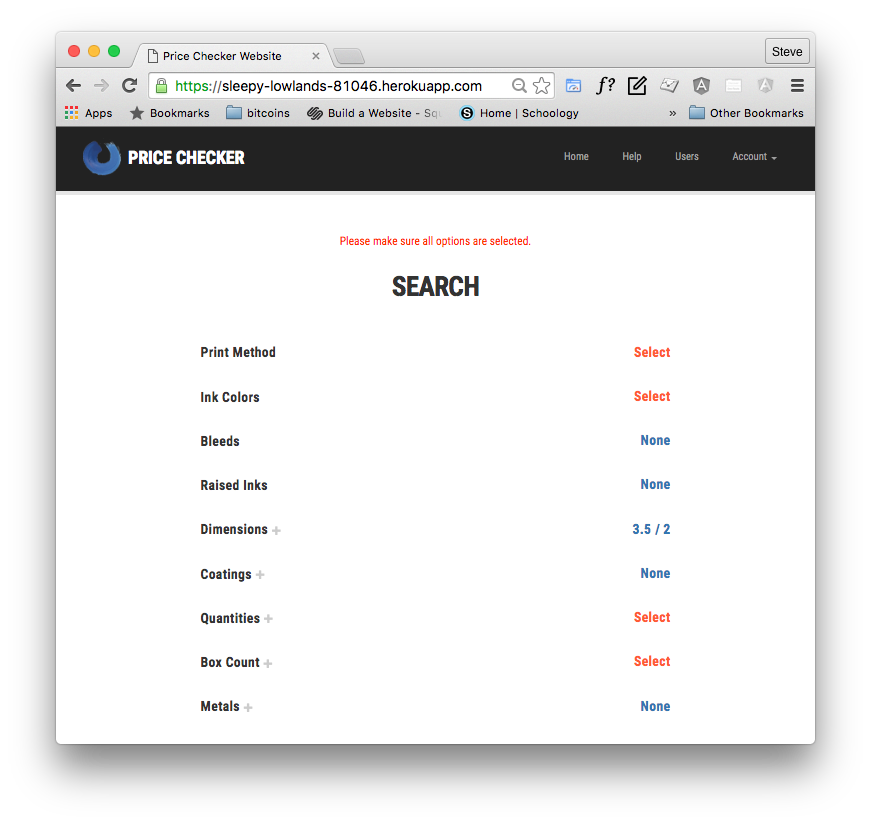 Price Checker Website
Steve
https://sleepy-lowlands-81046.herokuapp.com
f?
Apps Bookmarks bitcoins Build a Website - Squ S Home | Schoology » Other Bookmarks
PRICE CHECKER Home Help Users Account
Please make sure all options are selected.
SEARCH
Print Method Select
Ink Colors Select
Bleeds None
Raised Inks None
Dimensions + 3.5 / 2
Coatings + None
Quantities + Select
Box Count + Select
Metals + None